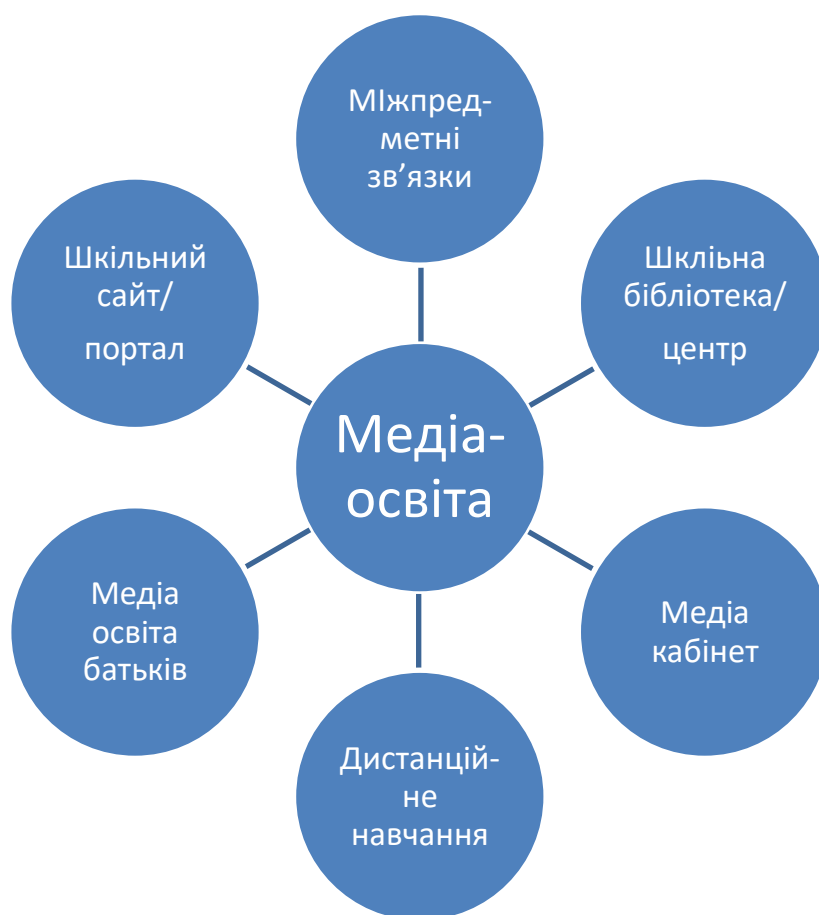 МІжпред-
метні
зв’язки
Шкільний
сайт/
портал
Шкліьна
бібліотека/
центр
Медіа-
освіта
Медіа
освіта
батьків
Медіа
кабінет
Дистанцій-
не
навчання